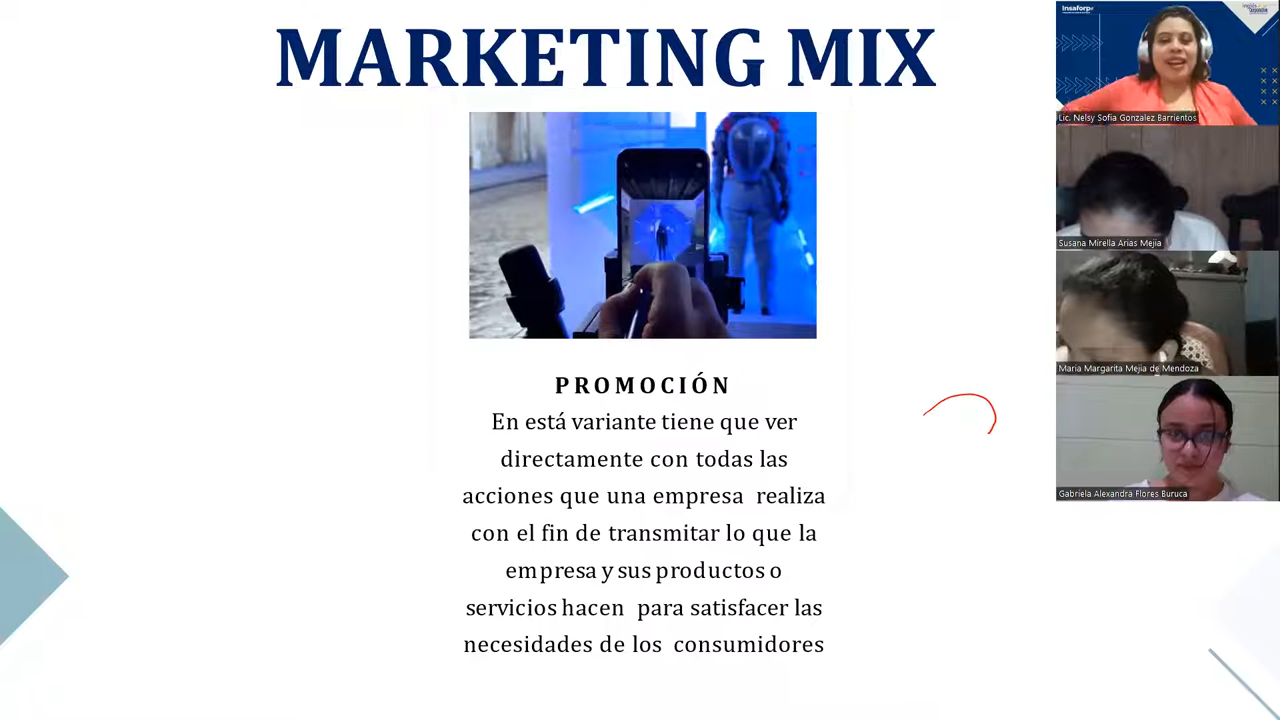 MARKETING MIX
PROMOCIÓN
En está variante tiene que ver
directamente con todas las
acciones que una empresa realiza
con el fin de transmitar lo que la
empresa y sus productos o
servicios hacen para satisfacer las
necesidades de los consumidores
Insaforp
Lic. Nelsy Sofia Gonzalez Barrientos
Susana Mirella Arias Mejia
Maria Margarita Mejia de Mendoza
Gabriela Alexandra Flores Buruca